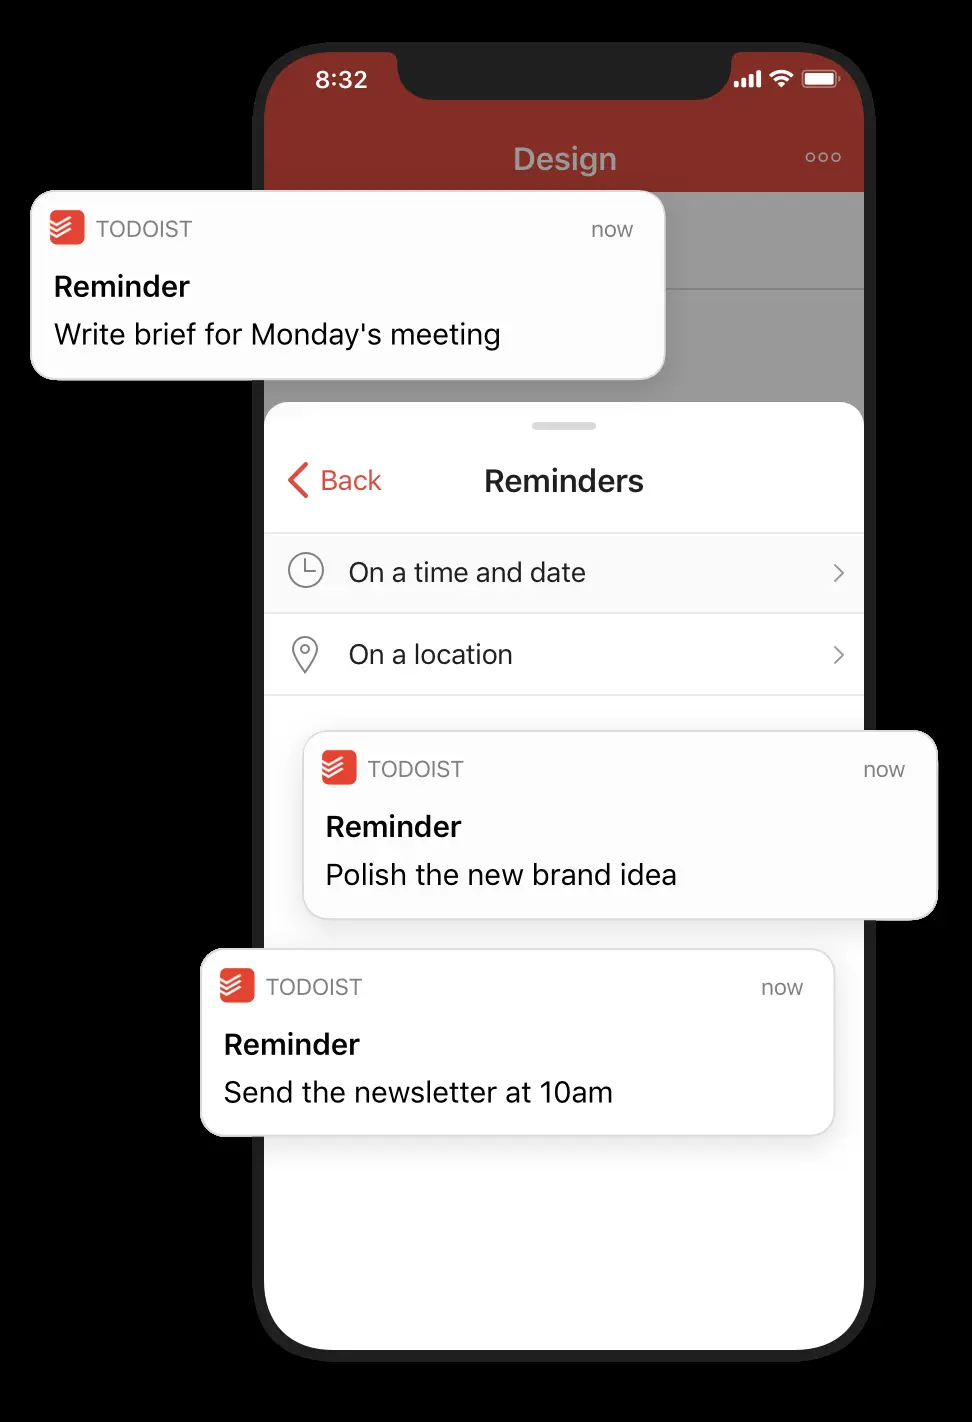 8:32
Design
TODOIST now
Reminder
Write brief for Monday's meeting
Back Reminders
On a time and date
On a location
TODOIST now
Reminder
Polish the new brand idea
TODOIST now
Reminder
Send the newsletter at 10am